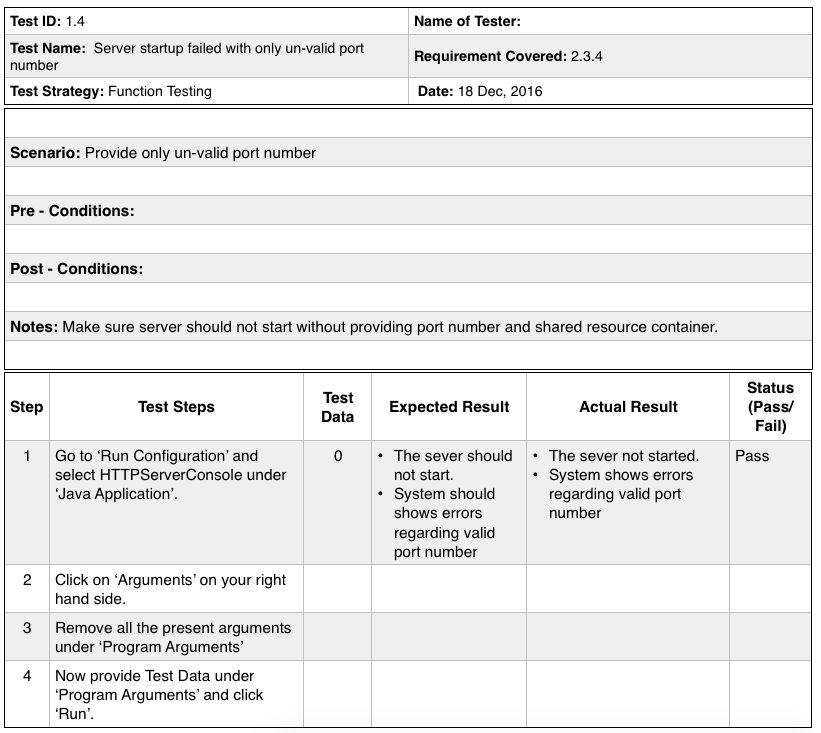 Test ID: 1.4
Name of Tester:
Test Name: Server startup failed with only un-valid port
number
Requirement Covered: 2.3.4
Test Strategy: Function Testing
Date: 18 Dec, 2016
Scenario: Provide only un-valid port number
Pre - Conditions:
Post - Conditions:
Notes: Make sure server should not start without providing port number and shared resource container.
Step
Test Steps
Test
Data
Expected Result
Actual Result
Status
(Pass/
Fail)
1
Go to ‘Run Configuration’ and
select HTTPServerConsole under
‘Java Application’.
0
• The sever should
not start.
• System should
shows errors
regarding valid
port number
• The sever not started.
• System shows errors
regarding valid port
number
Pass
2
Click on ‘Arguments’ on your right
hand side.
3
Remove all the present arguments
under ‘Program Arguments’
4
Now provide Test Data under
‘Program Arguments’ and click
‘Run’.